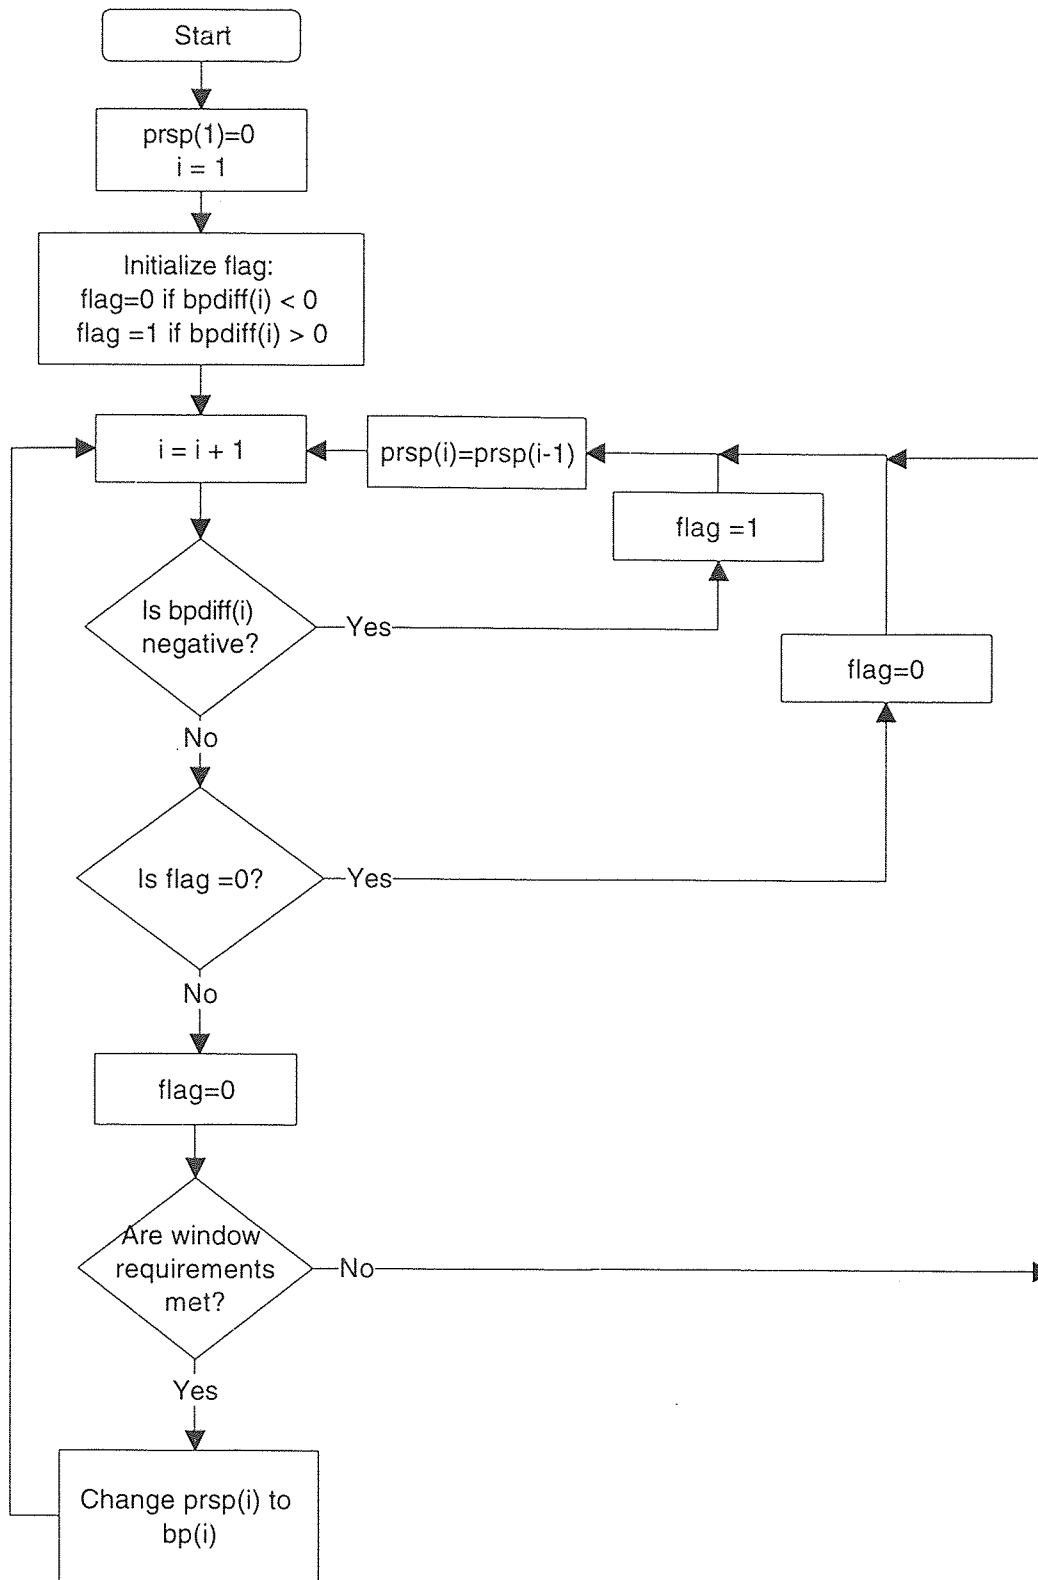 Start
prsp(1)=0
i = 1
Initialize flag:
flag=0 if bpdiff(i) < 0
flag =1 if bpdiff(i) > 0
i = i + 1
prsp(i)=prsp(i-1)
flag =1
Is bpdiff(i)
negative?
Yes
flag=0
No
Is flag =0?
Yes
No
flag=0
Are window
requirements
met?
No
Yes
Change prsp(i) to
bp(i)